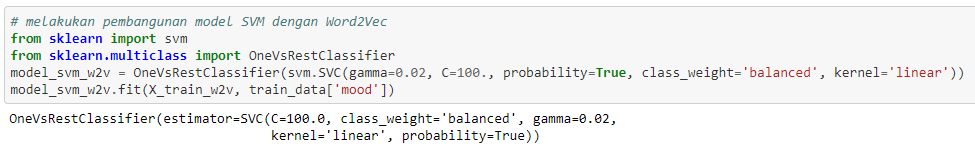 # melakukan pembangunan model SVM dengan Word2Vec
from sklearn import svm
from sklearn.multiclass import OneVsRestClassifier
model_svm_w2v = OneVsRestClassifier(svm.SVC(gamma=0.02, C=100., probability=True, class_weight='balanced', kernel='linear'))
model_svm_w2v.fit(X_train_w2v, train_data['mood'])
OneVsRestClassifier(estimator=SVC(C=100.0, class_weight='balanced', gamma=0.02,
kernel='linear', probability=True))